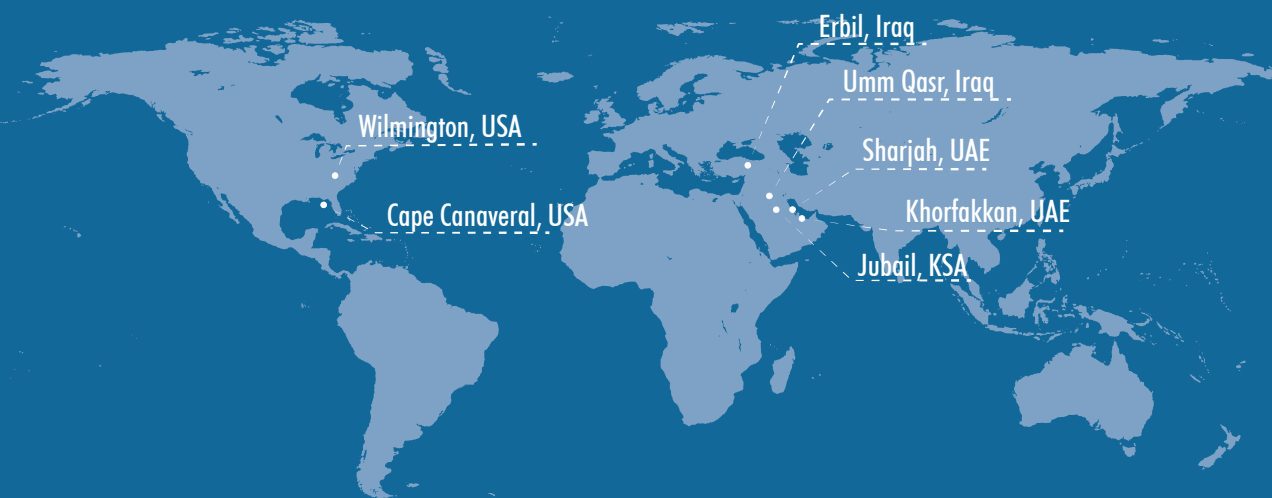 Erbil, Iraq
Umm Qasr, Iraq
Wilmington, USA
Sharjah, UAE
Cape Canaveral, USA
Khorfakkan, UAE
Jubail, KSA